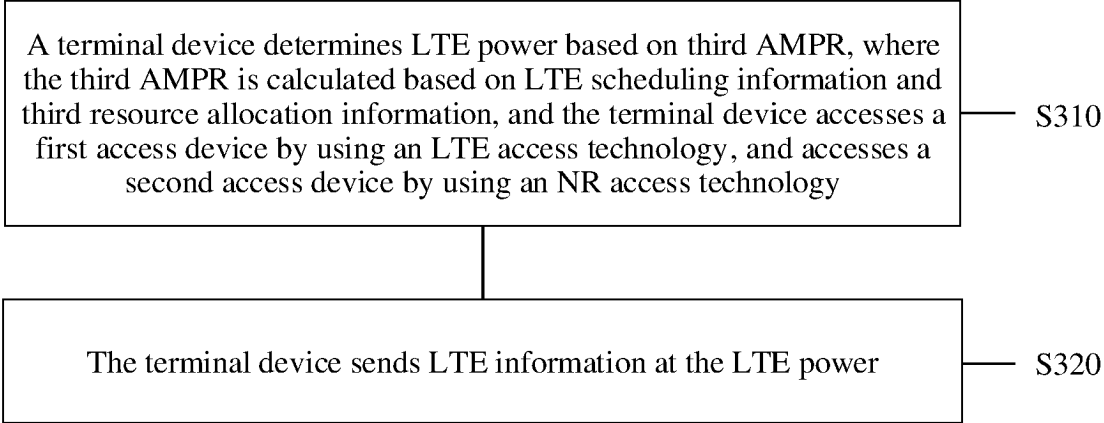 A terminal device determines LTE power based on third AMPR, where
the third AMPR is calculated based on LTE scheduling information and
third resource allocation information, and the terminal device accesses a
first access device by using an LTE access technology, and accesses a
second access device by using an NR access technology
S310
The terminal device sends LTE information at the LTE power
S320